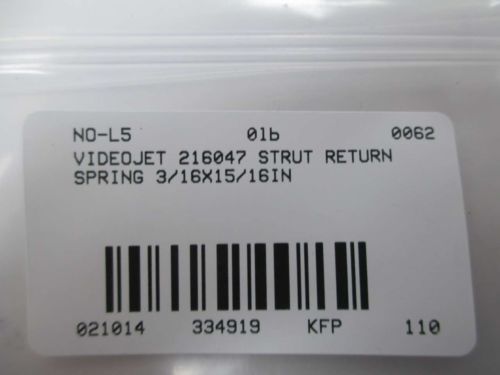 NO-L5 01b 0062
VIDEOJET 216047 STRUT RETURN
SPRING 3/16X15/16IN
021014 334919 KFP 110